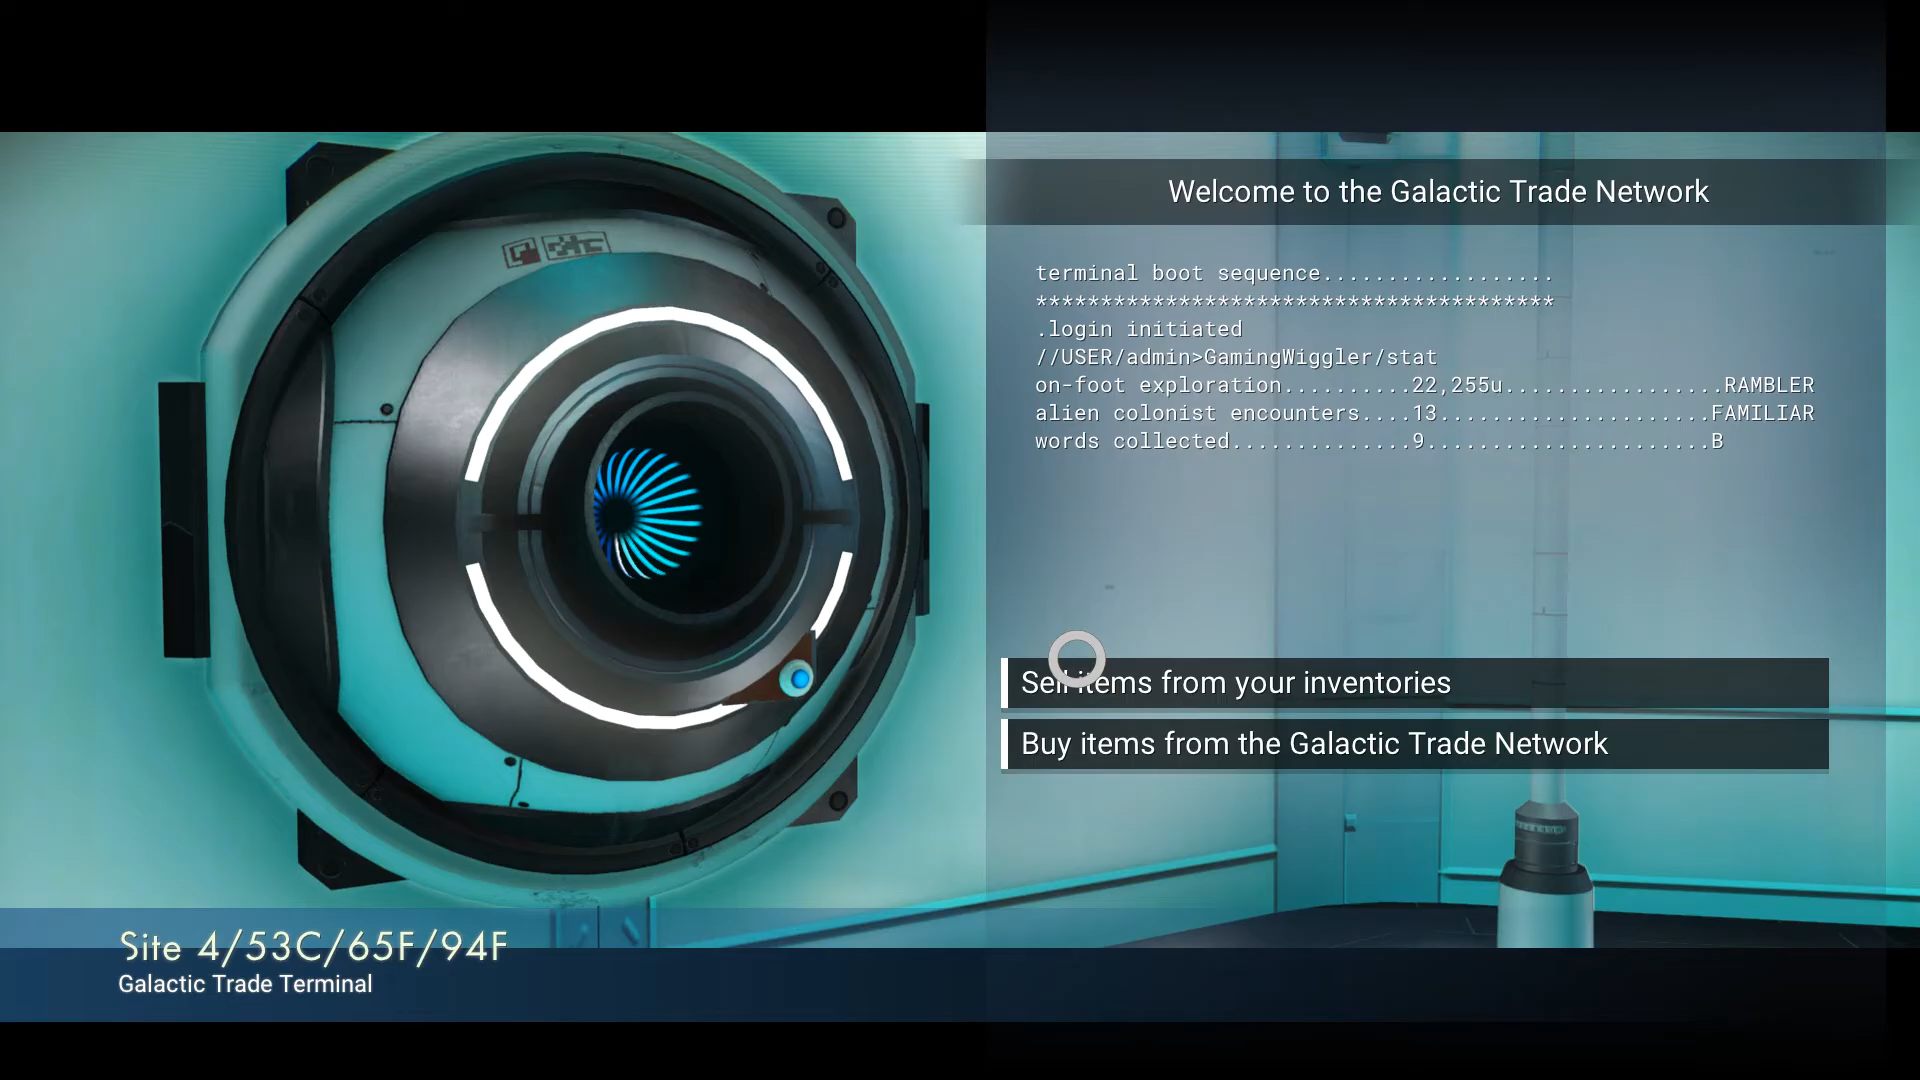 Welcome to the Galactic Trade Network
terminal boot sequence..................
****************************************
.login initiated
//USER/admin>GamingWiggler/stat
on-foot exploration..........22,255u.................RAMBLER
alien colonist encounters....13.....................FAMILIAR
words collected..............9......................B
Sell items from your inventories
Buy items from the Galactic Trade Network
Site 4/53C/65F/94F
Galactic Trade Terminal